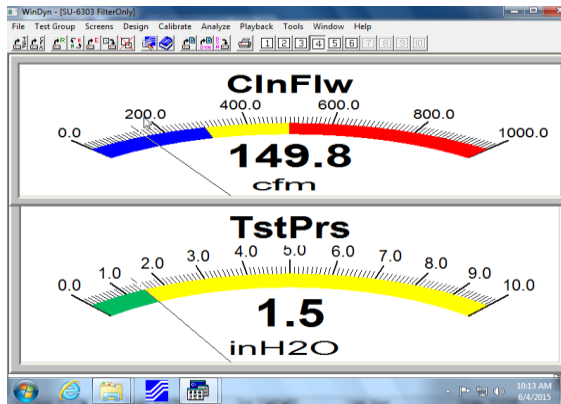 WinDyn - [SU-6303 FilterOnly]
File Test Group Screens Design Calibrate Analyze Playback Tools Window Help
1 2 3 4 5 6 7 8 9 10
ClnFlw
0.0 200.0 400.0 600.0 800.0 1000.0
149.8
cfm
TstPrs
0.0 1.0 2.0 3.0 4.0 5.0 6.0 7.0 8.0 9.0 10.0
1.5
inH2O
10:13 AM
6/4/2015